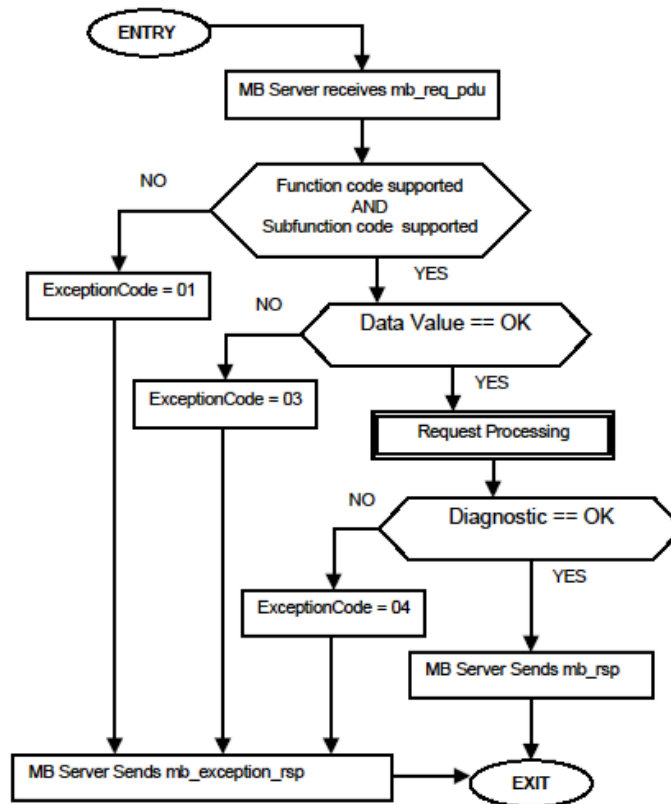 ENTRY
MB Server receives mb_req_pdu
NO
Function code supported
AND
Subfunction code supported
YES
ExceptionCode = 01
NO
Data Value == OK
YES
ExceptionCode = 03
Request Processing
NO
Diagnostic == OK
YES
ExceptionCode = 04
MB Server Sends mb_rsp
MB Server Sends mb_exception_rsp
EXIT